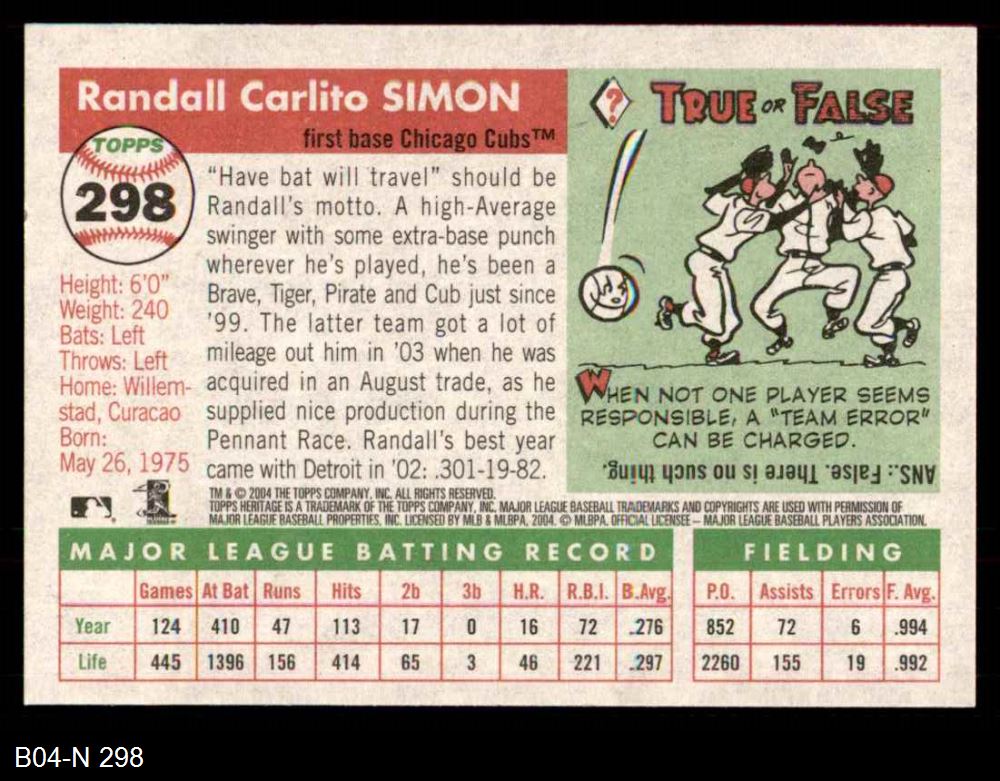 Randall Carlito SIMON
first base Chicago Cubs™
TOPPS
298
Height: 6'0"
Weight: 240
Bats: Left
Throws: Left
Home: Willem-
stad, Curacao
Born:
May 26, 1975
"Have bat will travel" should be
Randall's motto. A high-Average
swinger with some extra-base punch
wherever he's played, he's been a
Brave, Tiger, Pirate and Cub just since
'99. The latter team got a lot of
mileage out him in '03 when he was
acquired in an August trade, as he
supplied nice production during the
Pennant Race. Randall's best year
came with Detroit in '02: .301-19-82.
?
TRUE OR FALSE
WHEN NOT ONE PLAYER SEEMS
RESPONSIBLE, A "TEAM ERROR"
CAN BE CHARGED.
ANS.: False. There is no such thing.
TM & © 2004 THE TOPPS COMPANY, INC. ALL RIGHTS RESERVED.
TOPPS HERITAGE IS A TRADEMARK OF THE TOPPS COMPANY, INC. MAJOR LEAGUE BASEBALL TRADEMARKS AND COPYRIGHTS ARE USED WITH PERMISSION OF
MAJOR LEAGUE BASEBALL PROPERTIES, INC. LICENSED BY MLB & MLBPA, 2004. © MLBPA. OFFICIAL LICENSEE – MAJOR LEAGUE BASEBALL PLAYERS ASSOCIATION.
MAJOR LEAGUE BATTING RECORD
Games At Bat Runs Hits 2b 3b H.R. R.B.I. B.Avg.
Year 124 410 47 113 17 0 16 72 .276
Life 445 1396 156 414 65 3 46 221 .297
FIELDING
P.O. Assists Errors F. Avg.
852 72 6 .994
2260 155 19 .992
B04-N 298